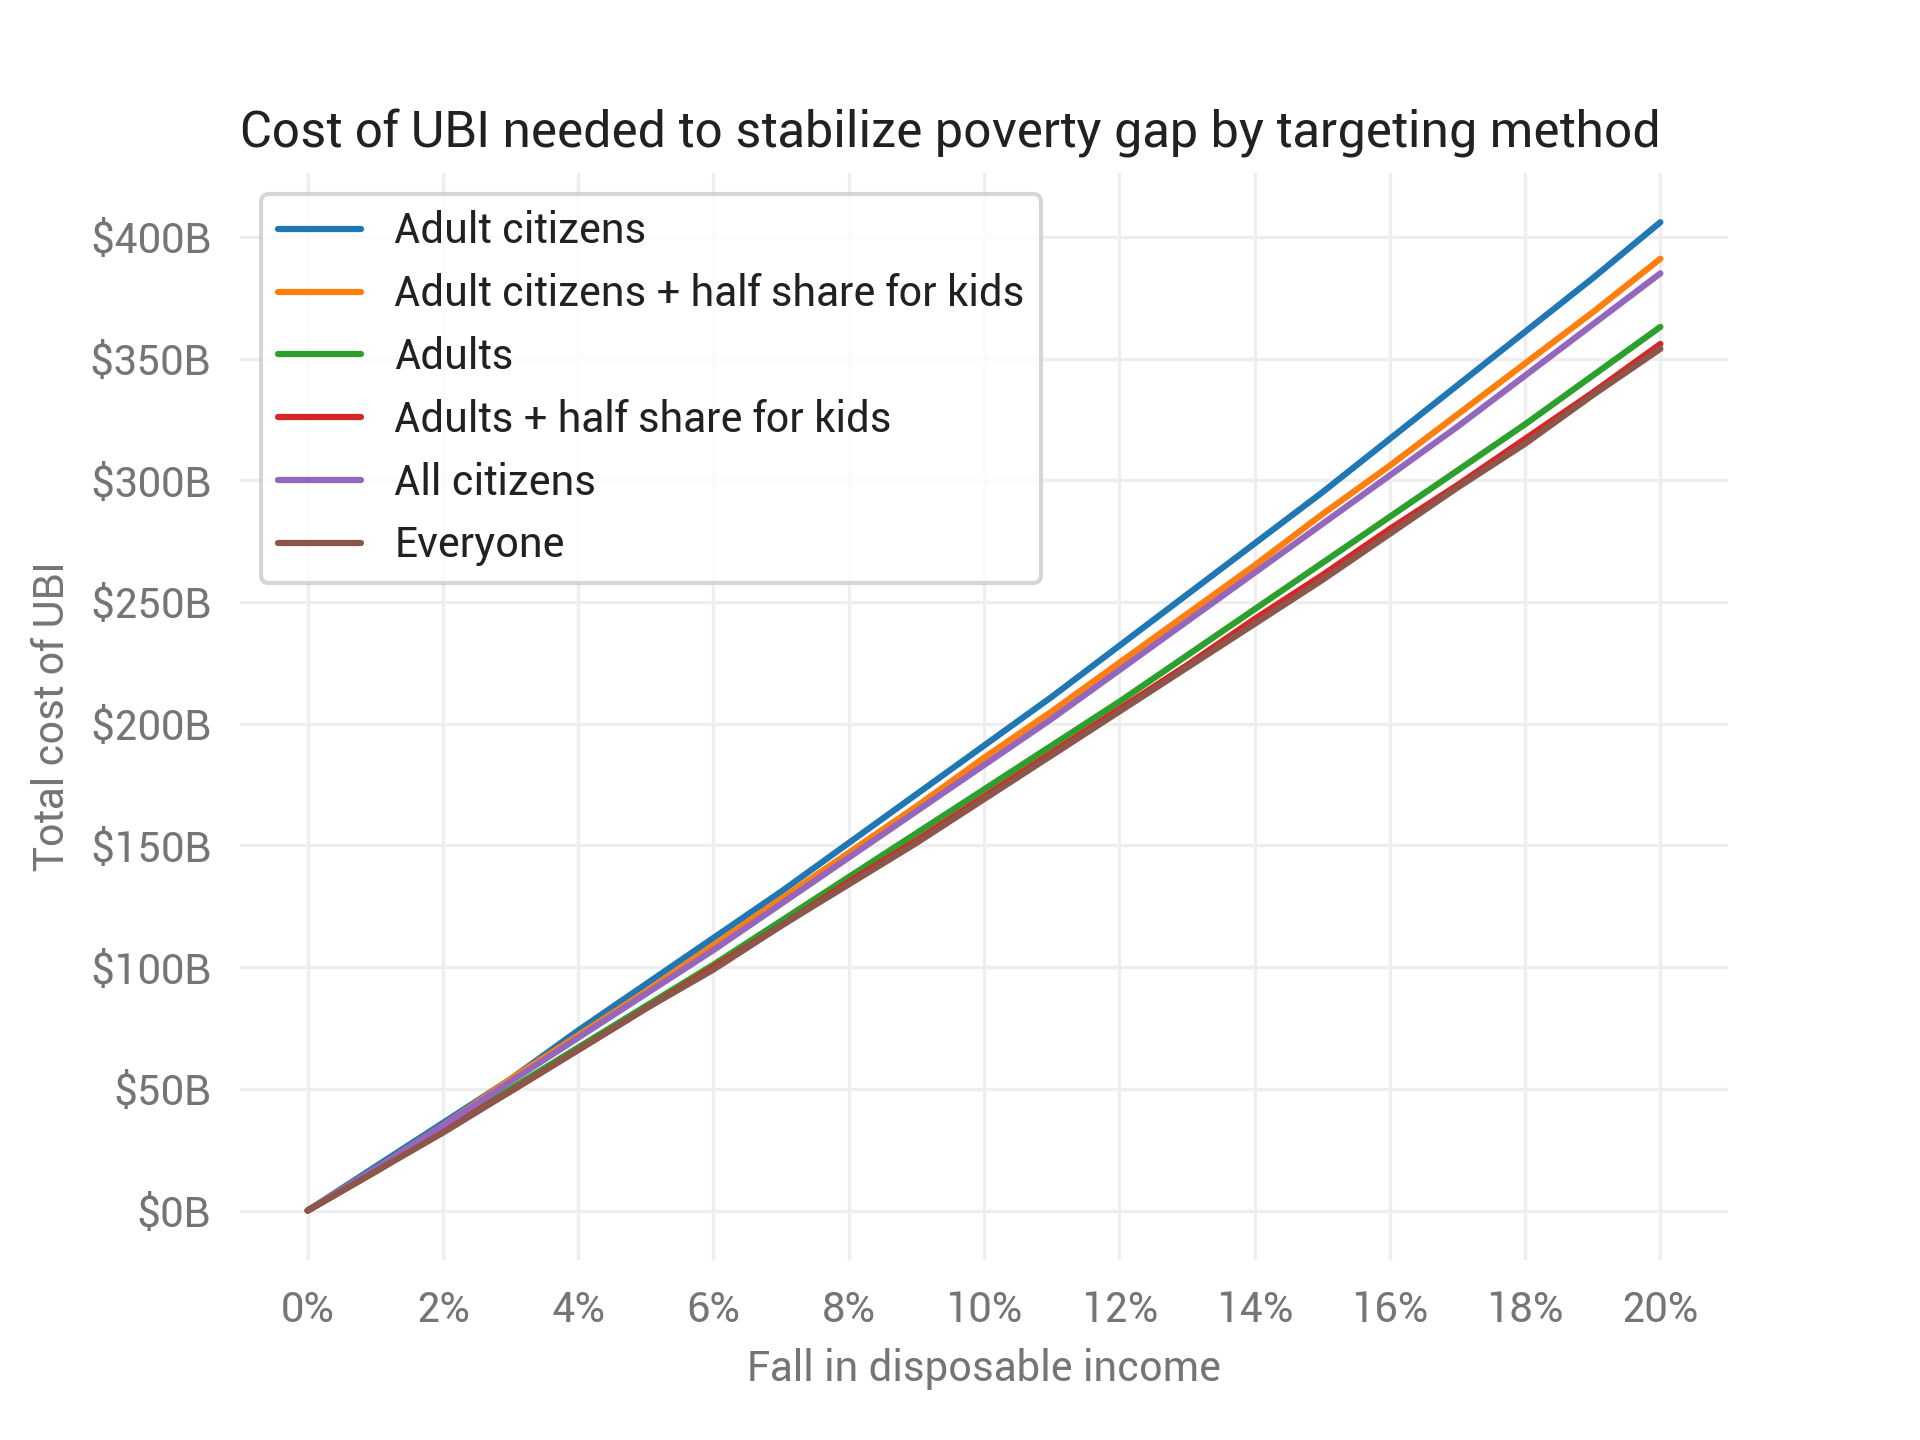 Cost of UBI needed to stabilize poverty gap by targeting method
Adult citizens
Adult citizens + half share for kids
Adults
Adults + half share for kids
All citizens
Everyone
Total cost of UBI
$400B
$350B
$300B
$250B
$200B
$150B
$100B
$50B
$0B
0% 2% 4% 6% 8% 10% 12% 14% 16% 18% 20%
Fall in disposable income